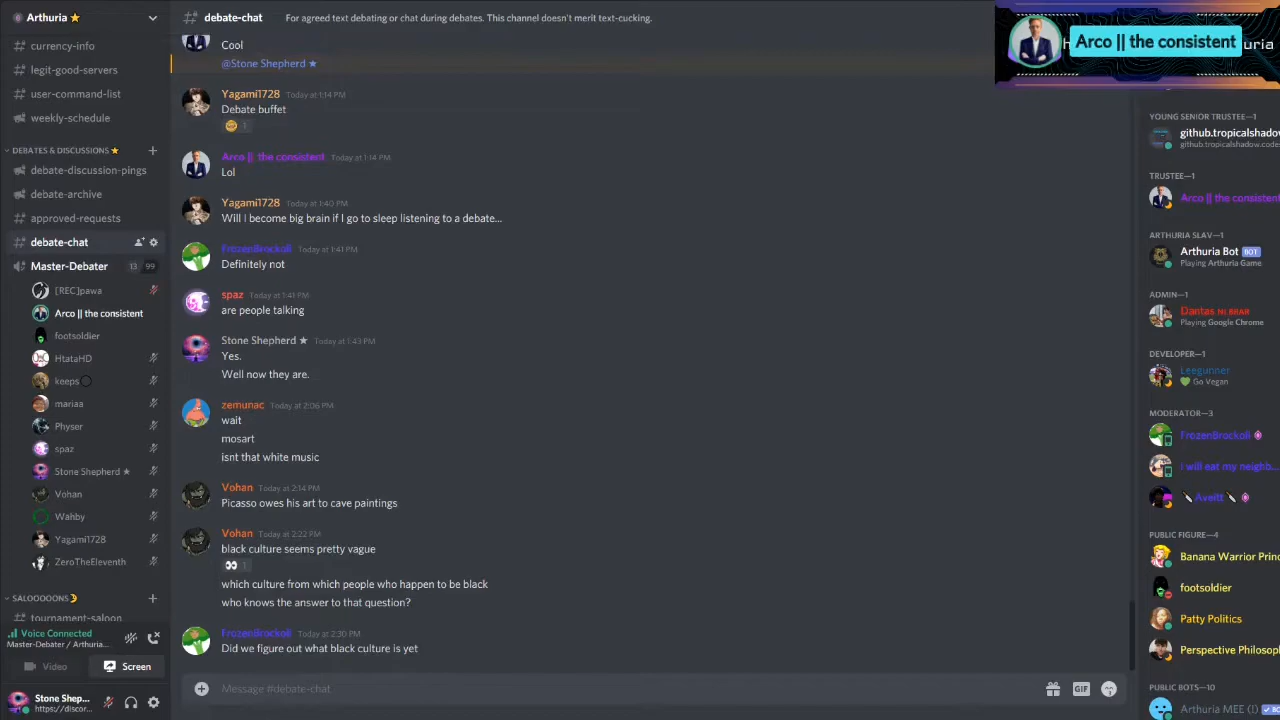 Arthuria
currency-info
legit-good-servers
user-command-list
weekly-schedule
DEBATES & DISCUSSIONS
debate-discussion-pings
debate-archive
approved-requests
debate-chat
Master-Debater 13 99
[REC]pawa
Arco || the consistent
footsoldier
HtataHD
keeps
mariaa
Physer
spaz
Stone Shepherd ★
Vohan
Wahby
Yagami1728
ZeroTheEleventh
SALOOOONS
tournament-saloon
Voice Connected
Master-Debater / Arthuria...
Video Screen
Stone Shep...
https://discor...
debate-chat For agreed text debating or chat during debates. This channel doesn't merit text-cucking.
Cool
@Stone Shepherd ★
Yagami1728 Today at 1:14 PM
Debate buffet
1
Arco || the consistent Today at 1:14 PM
Lol
Yagami1728 Today at 1:40 PM
Will I become big brain if I go to sleep listening to a debate...
FrozenBrockoli Today at 1:41 PM
Definitely not
spaz Today at 1:41 PM
are people talking
Stone Shepherd ★ Today at 1:43 PM
Yes.
Well now they are.
zemunac Today at 2:06 PM
wait
mosart
isnt that white music
Vohan Today at 2:14 PM
Picasso owes his art to cave paintings
Vohan Today at 2:22 PM
black culture seems pretty vague
1
which culture from which people who happen to be black
who knows the answer to that question?
FrozenBrockoli Today at 2:30 PM
Did we figure out what black culture is yet
Message #debate-chat
GIF
Arco || the consistent
uria
YOUNG SENIOR TRUSTEE—1
github.tropicalshadow
github.tropicalshadow.codes
TRUSTEE—1
Arco || the consistent
ARTHURIA SLAV—1
Arthuria Bot BOT
Playing Arthuria Game
ADMIN—1
Dantas NI BRAR
Playing Google Chrome
DEVELOPER—1
Leegunner
Go Vegan
MODERATOR—3
FrozenBrockoli
I will eat my neighb...
Aveitt
PUBLIC FIGURE—4
Banana Warrior Princ
footsoldier
Patty Politics
Perspective Philosop
PUBLIC BOTS—10
Arthuria MEE (!)